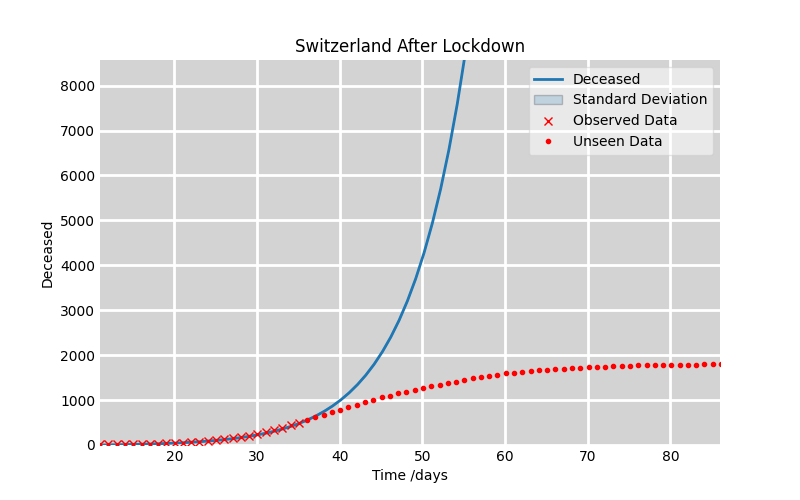 Switzerland After Lockdown
Deceased
Standard Deviation
Observed Data
Unseen Data
8000
7000
6000
5000
4000
3000
2000
1000
0
Deceased
20 30 40 50 60 70 80
Time /days